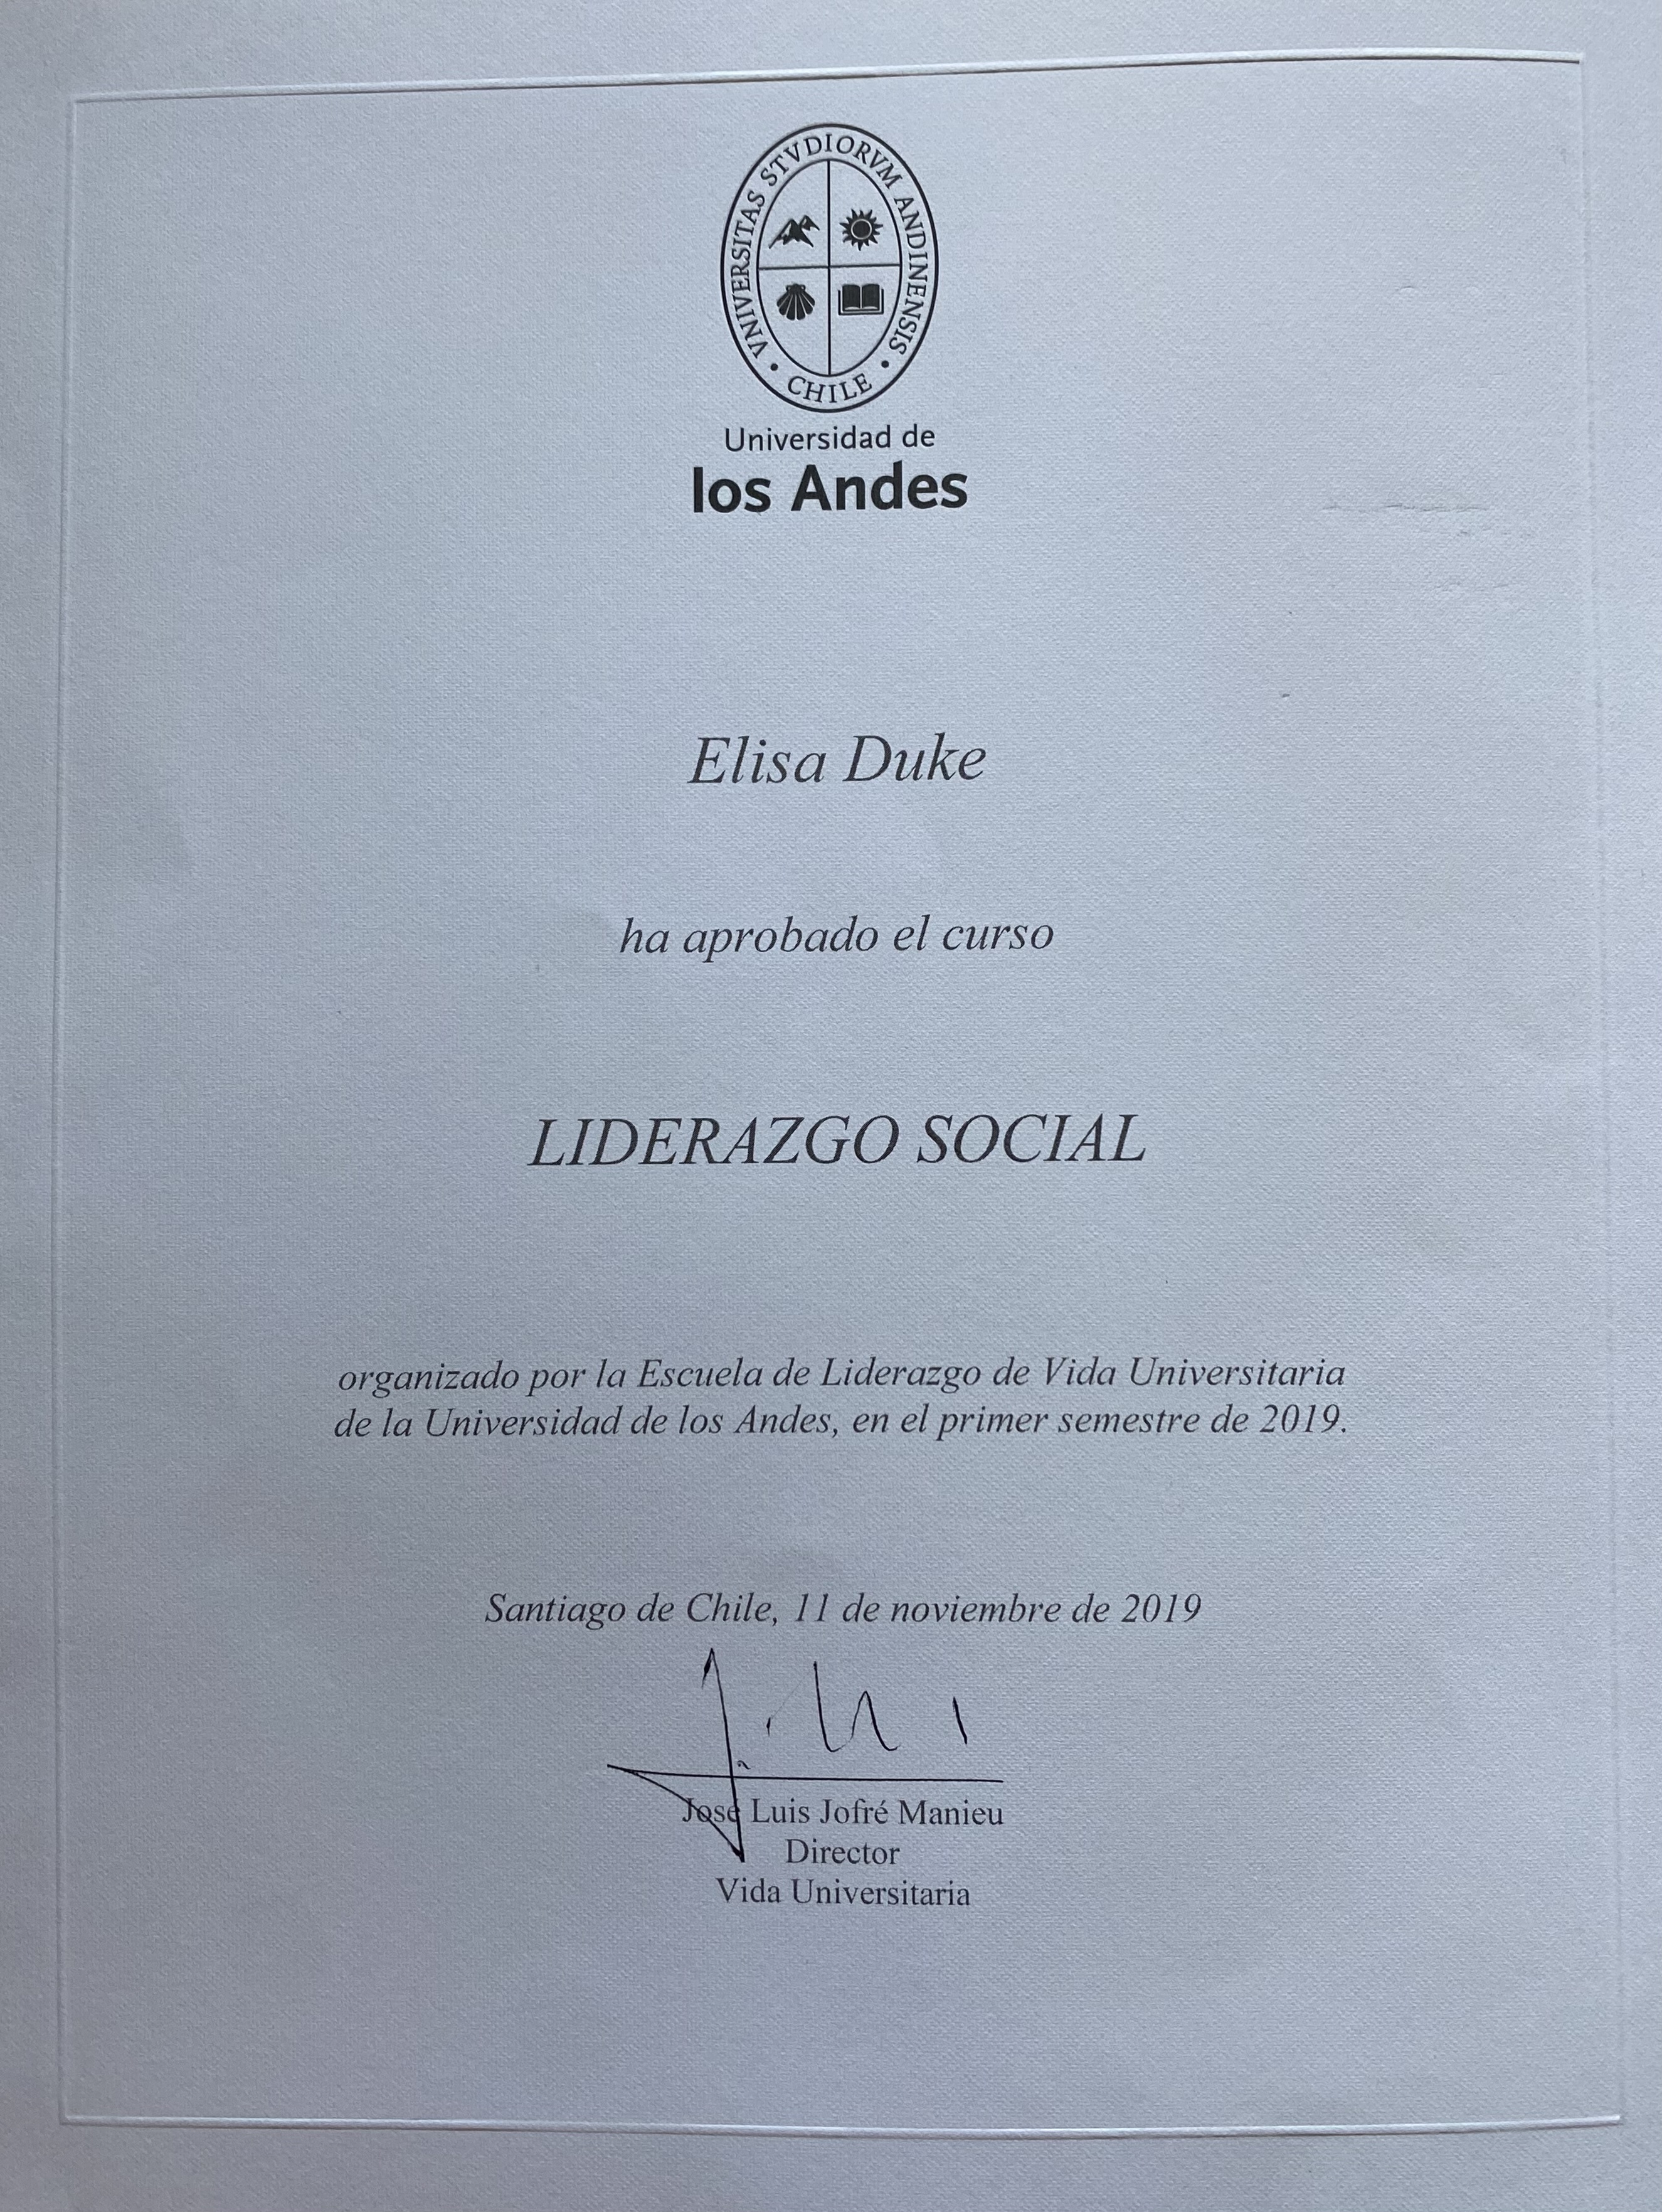 VNIVERSITAS STVDIORVM ANDINENSIS • CHILE •
Universidad de
los Andes
Elisa Duke
ha aprobado el curso
LIDERAZGO SOCIAL
organizado por la Escuela de Liderazgo de Vida Universitaria
de la Universidad de los Andes, en el primer semestre de 2019.
Santiago de Chile, 11 de noviembre de 2019
José Luis Jofré Manieu
Director
Vida Universitaria